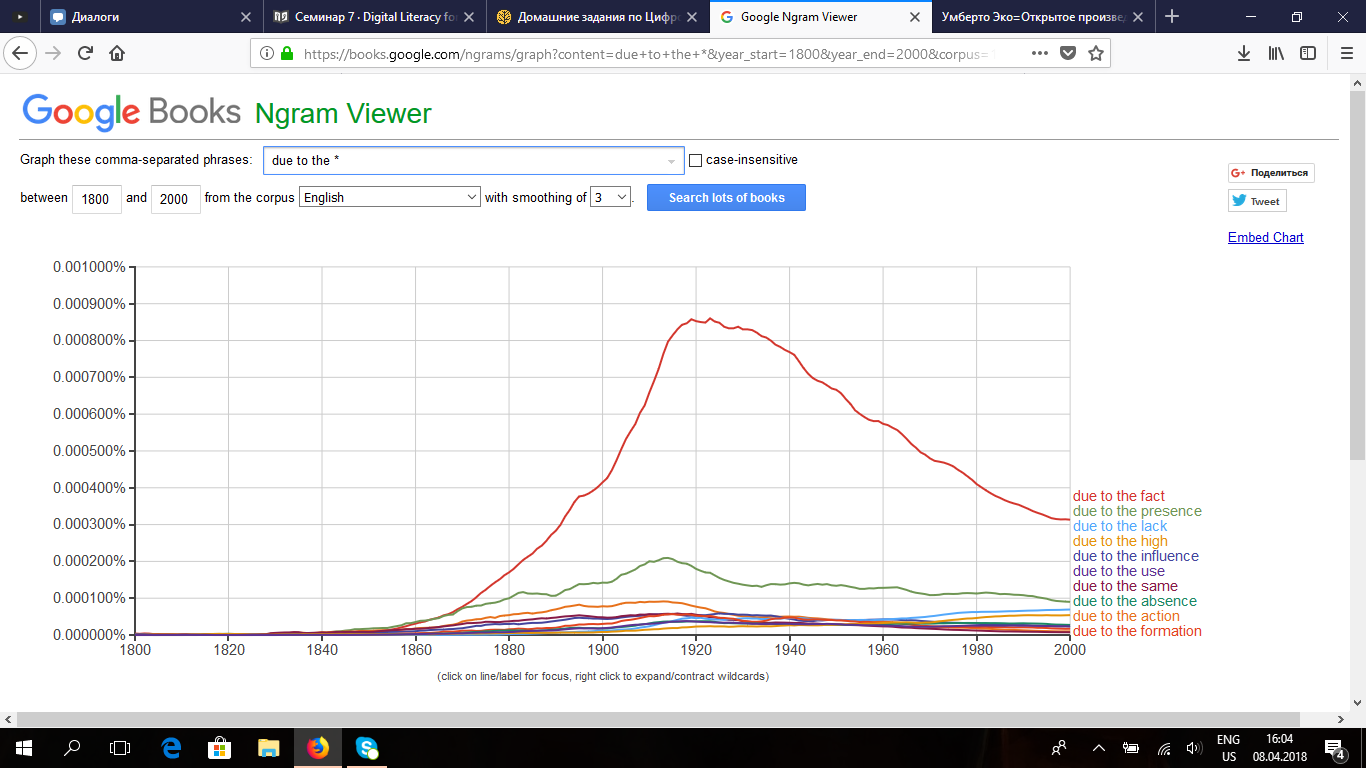 Диалоги
Семинар 7 · Digital Literacy fo
Домашние задания по Цифро
Google Ngram Viewer
Умберто Эко=Открытое произвед
https://books.google.com/ngrams/graph?content=due+to+the+*&year_start=1800&year_end=2000&corpus=
Google Books Ngram Viewer
Graph these comma-separated phrases: due to the * case-insensitive
between 1800 and 2000 from the corpus English with smoothing of 3 . Search lots of books
Поделиться
Tweet
Embed Chart
0.001000%
0.000900%
0.000800%
0.000700%
0.000600%
0.000500%
0.000400%
0.000300%
0.000200%
0.000100%
0.000000%
1800 1820 1840 1860 1880 1900 1920 1940 1960 1980 2000
due to the fact
due to the presence
due to the lack
due to the high
due to the influence
due to the use
due to the same
due to the absence
due to the action
due to the formation
(click on line/label for focus, right click to expand/contract wildcards)
ENG
US
16:04
08.04.2018
4